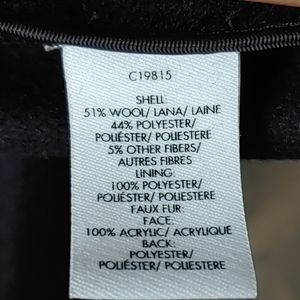 C19815
SHELL:
51% WOOL/ LANA/ LAINE
44% POLYESTER/
POLIÉSTER/ POLIESTERE
5% OTHER FIBERS/
AUTRES FIBRES
LINING:
100% POLYESTER/
POLIÉSTER/ POLIESTERE
FAUX FUR:
FACE:
100% ACRYLIC/ ACRYLIQUE
BACK:
POLYESTER/
POLIÉSTER/ POLIESTERE